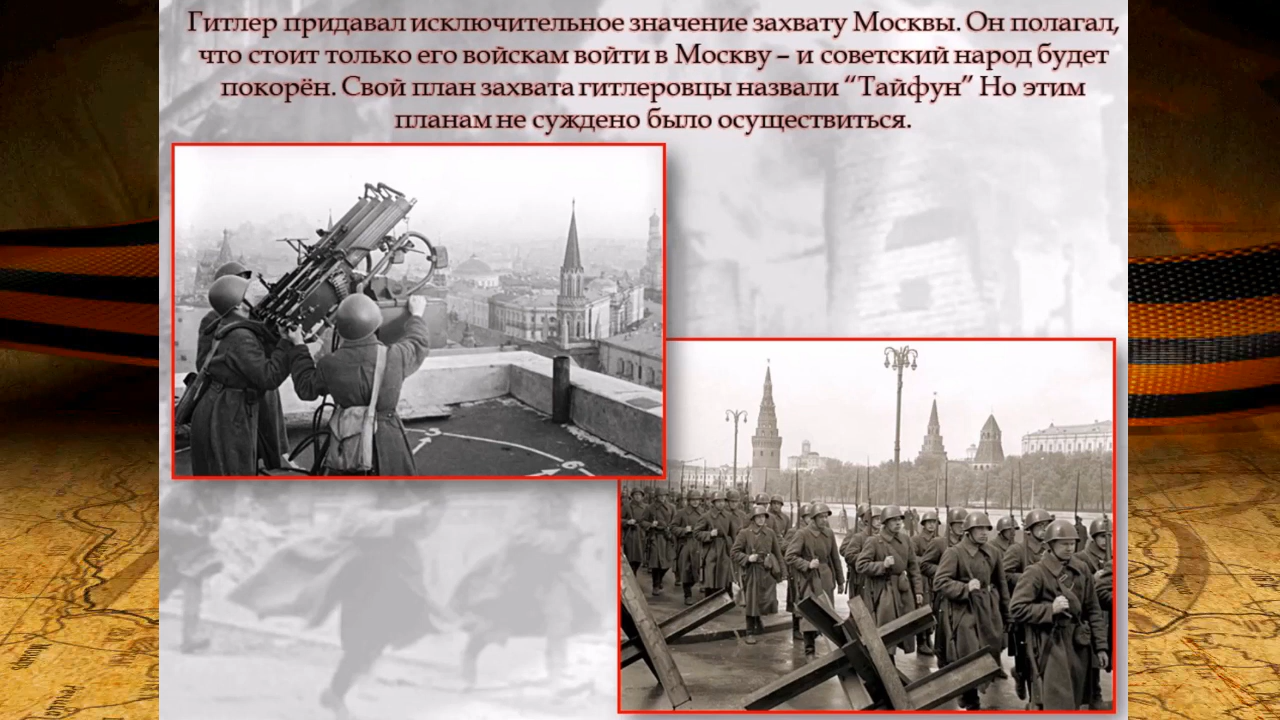 Гитлер придавал исключительное значение захвату Москвы. Он полагал,
что стоит только его войскам войти в Москву – и советский народ будет
покорён. Свой план захвата гитлеровцы назвали “Тайфун” Но этим
планам не суждено было осуществиться.